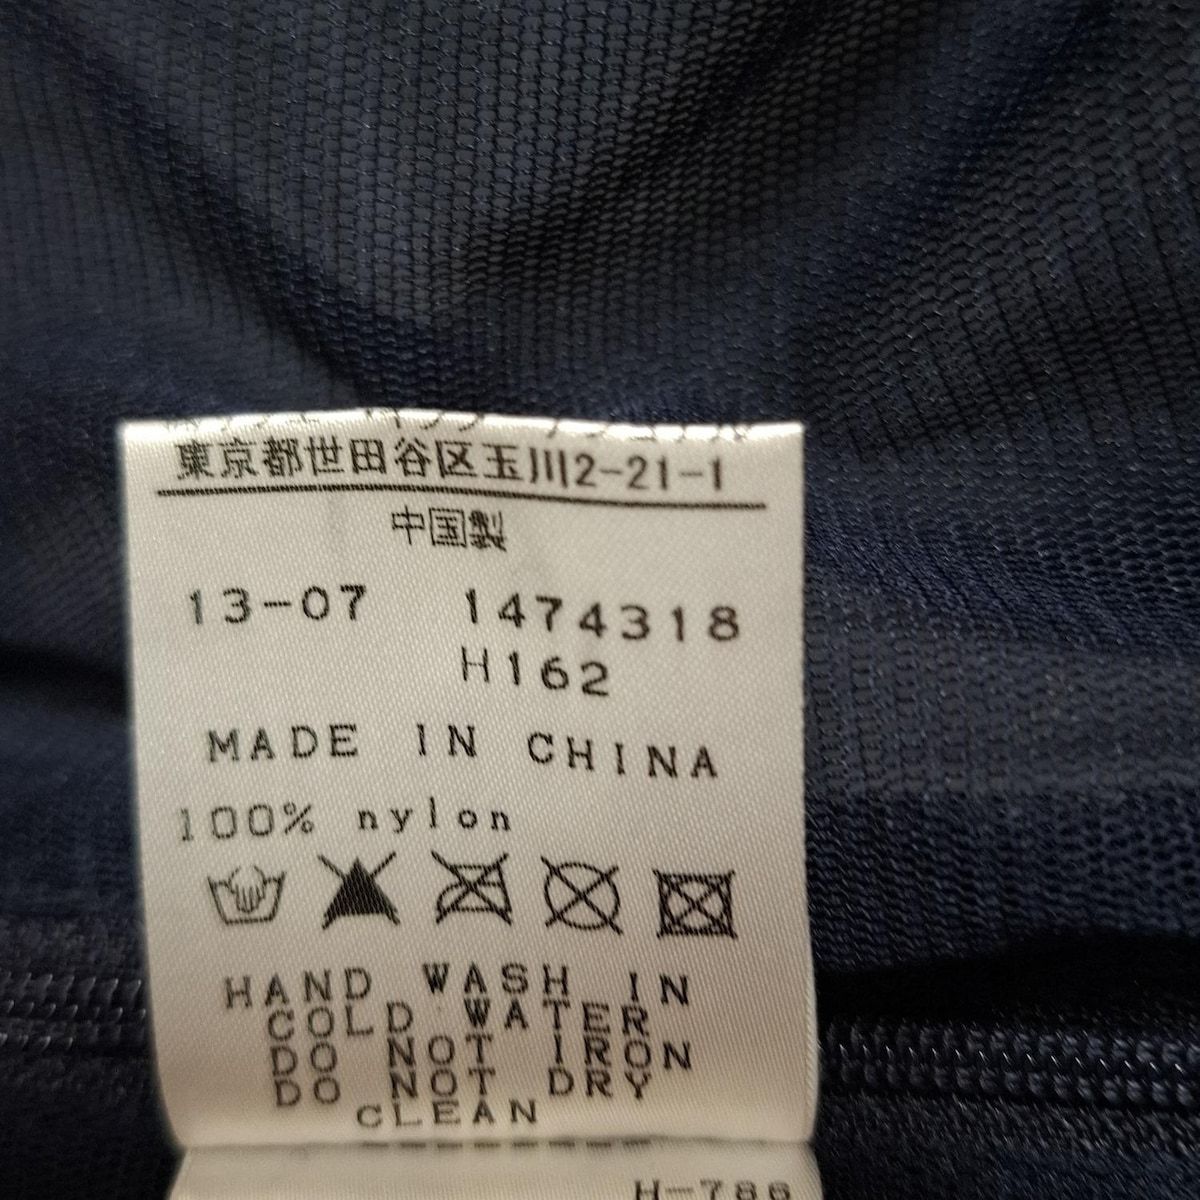 東京都世田谷区玉川2-21-1
中国製
13-07 1474318
H162
MADE IN CHINA
100% nylon
HAND WASH IN
COLD WATER
DO NOT IRON
DO NOT DRY
CLEAN
H-786